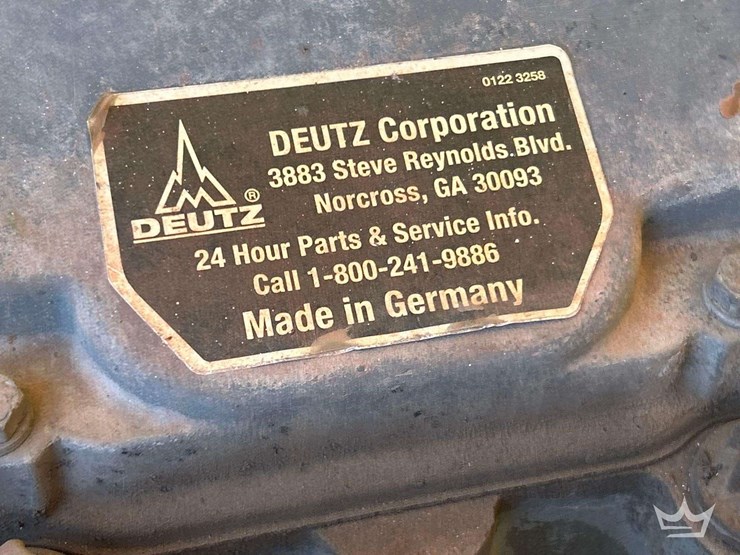 0122 3258
DEUTZ Corporation
3883 Steve Reynolds Blvd.
Norcross, GA 30093
DEUTZ ®
24 Hour Parts & Service Info.
Call 1-800-241-9886
Made in Germany